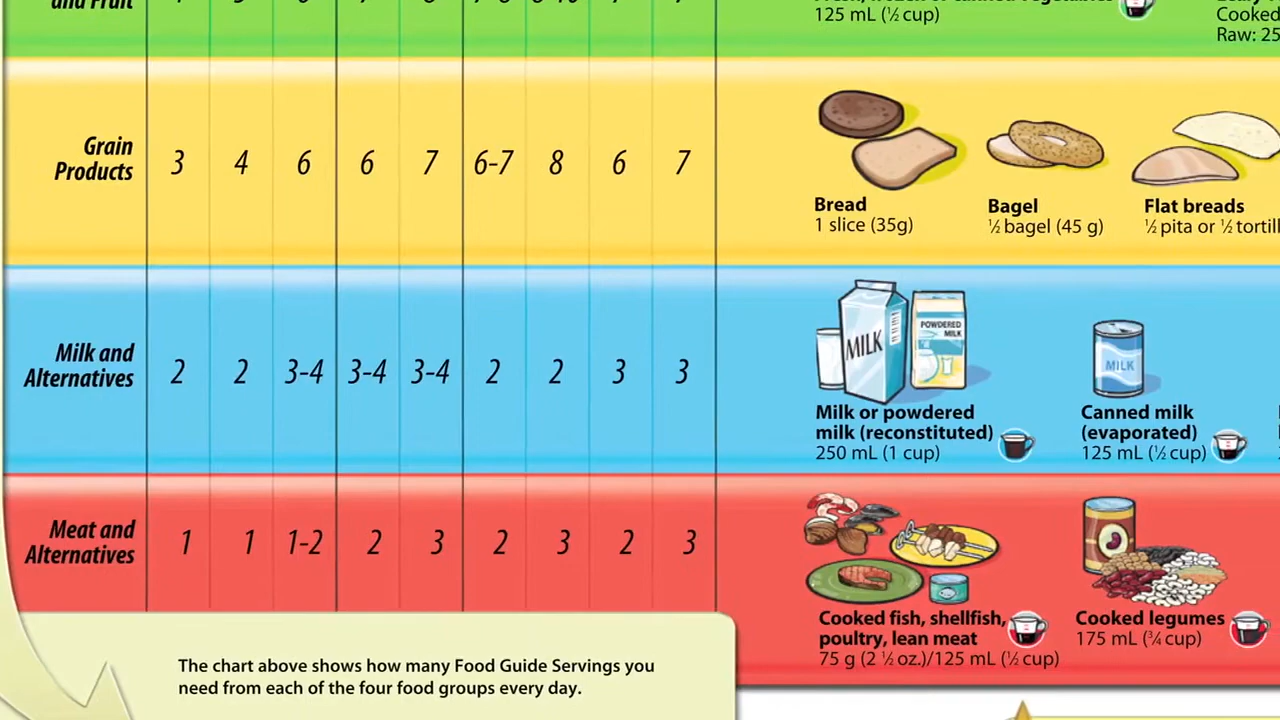 and Fruit
125 mL (½ cup)
Cooked
Raw: 25
Grain
Products
3 4 6 6 7 6-7 8 6 7
Bread
1 slice (35g)
Bagel
½ bagel (45 g)
Flat breads
½ pita or ½ tortill
Milk and
Alternatives
2 2 3-4 3-4 3-4 2 2 3 3
MILK
POWDERED
MILK
MILK
Milk or powdered
milk (reconstituted)
250 mL (1 cup)
Canned milk
(evaporated)
125 mL (½ cup)
Meat and
Alternatives
1 1 1-2 2 3 2 3 2 3
Cooked fish, shellfish,
poultry, lean meat
75 g (2 ½ oz.)/125 mL (½ cup)
Cooked legumes
175 mL (¾ cup)
The chart above shows how many Food Guide Servings you
need from each of the four food groups every day.